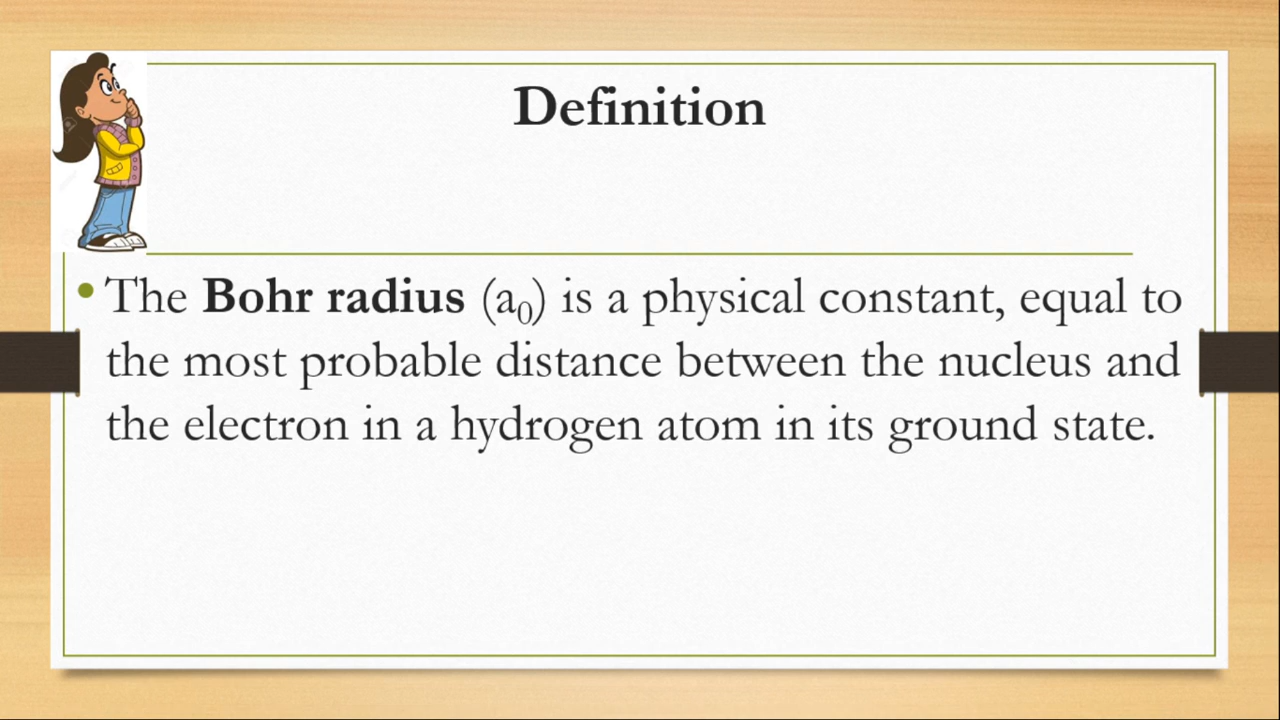 Definition
• The Bohr radius (a₀) is a physical constant, equal to
the most probable distance between the nucleus and
the electron in a hydrogen atom in its ground state.